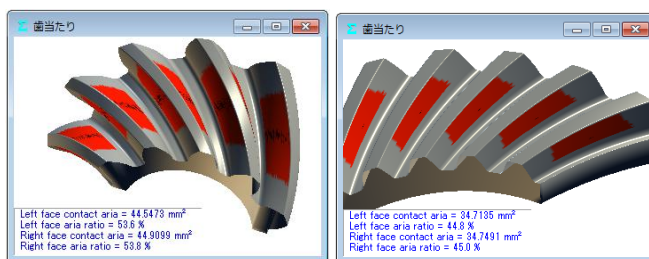 歯当たり
Left face contact aria = 44.5473 mm²
Left face aria ratio = 53.6 %
Right face contact aria = 44.9099 mm²
Right face aria ratio = 53.8 %
歯当たり
Left face contact aria = 34.7135 mm²
Left face aria ratio = 44.8 %
Right face contact aria = 34.7491 mm²
Right face aria ratio = 45.0 %